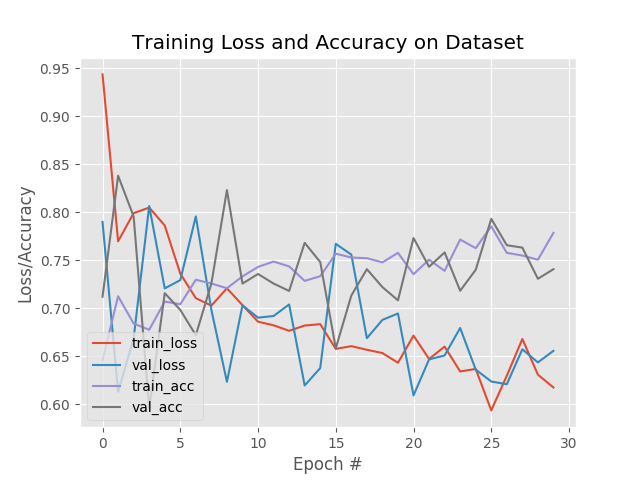 Training Loss and Accuracy on Dataset
0.95
0.90
0.85
0.80
0.75
0.70
0.65
0.60
Loss/Accuracy
train_loss
val_loss
train_acc
val_acc
0 5 10 15 20 25 30
Epoch #